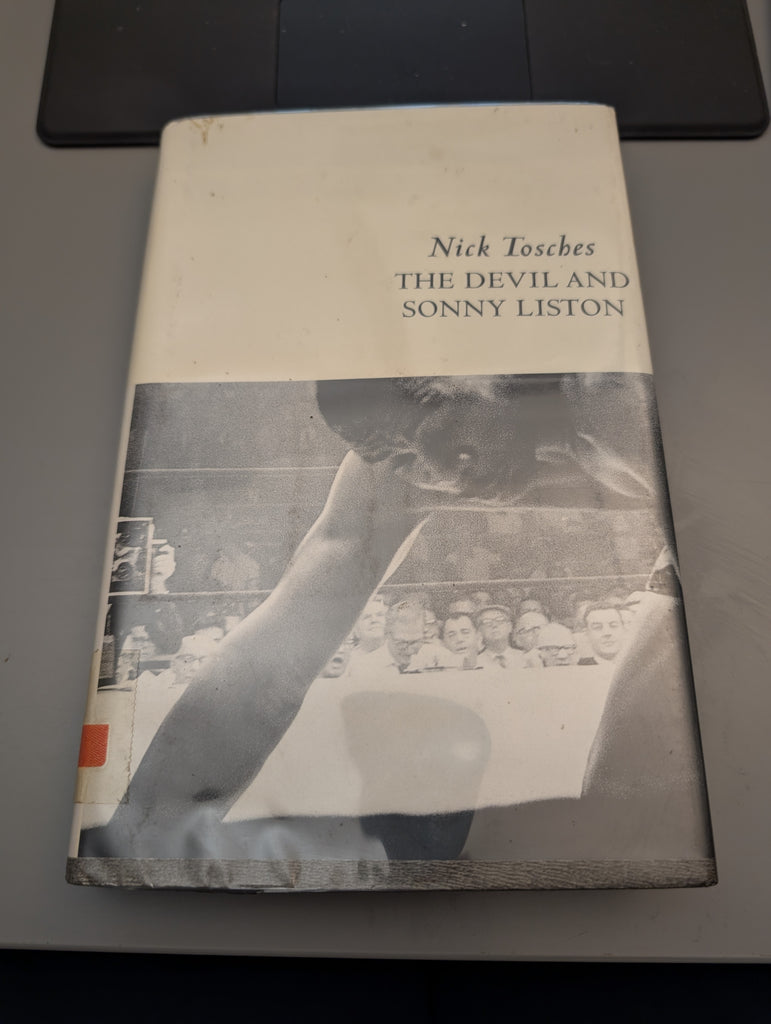 Nick Tosches
THE DEVIL AND
SONNY LISTON